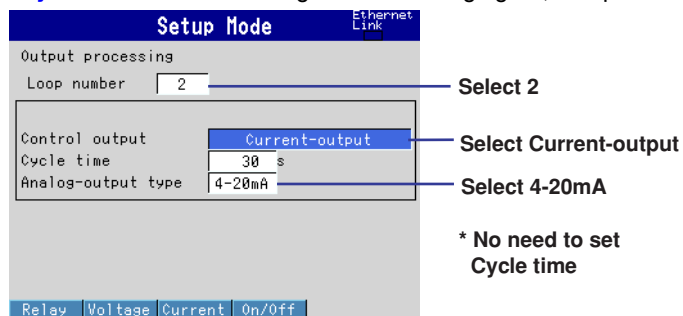 Setup Mode
Ethernet
Link
Output processing
Loop number 2
Select 2
Control output Current-output
Select Current-output
Cycle time 30 s
Analog-output type 4-20mA
Select 4-20mA
* No need to set
Cycle time
Relay Voltage Current On/Off